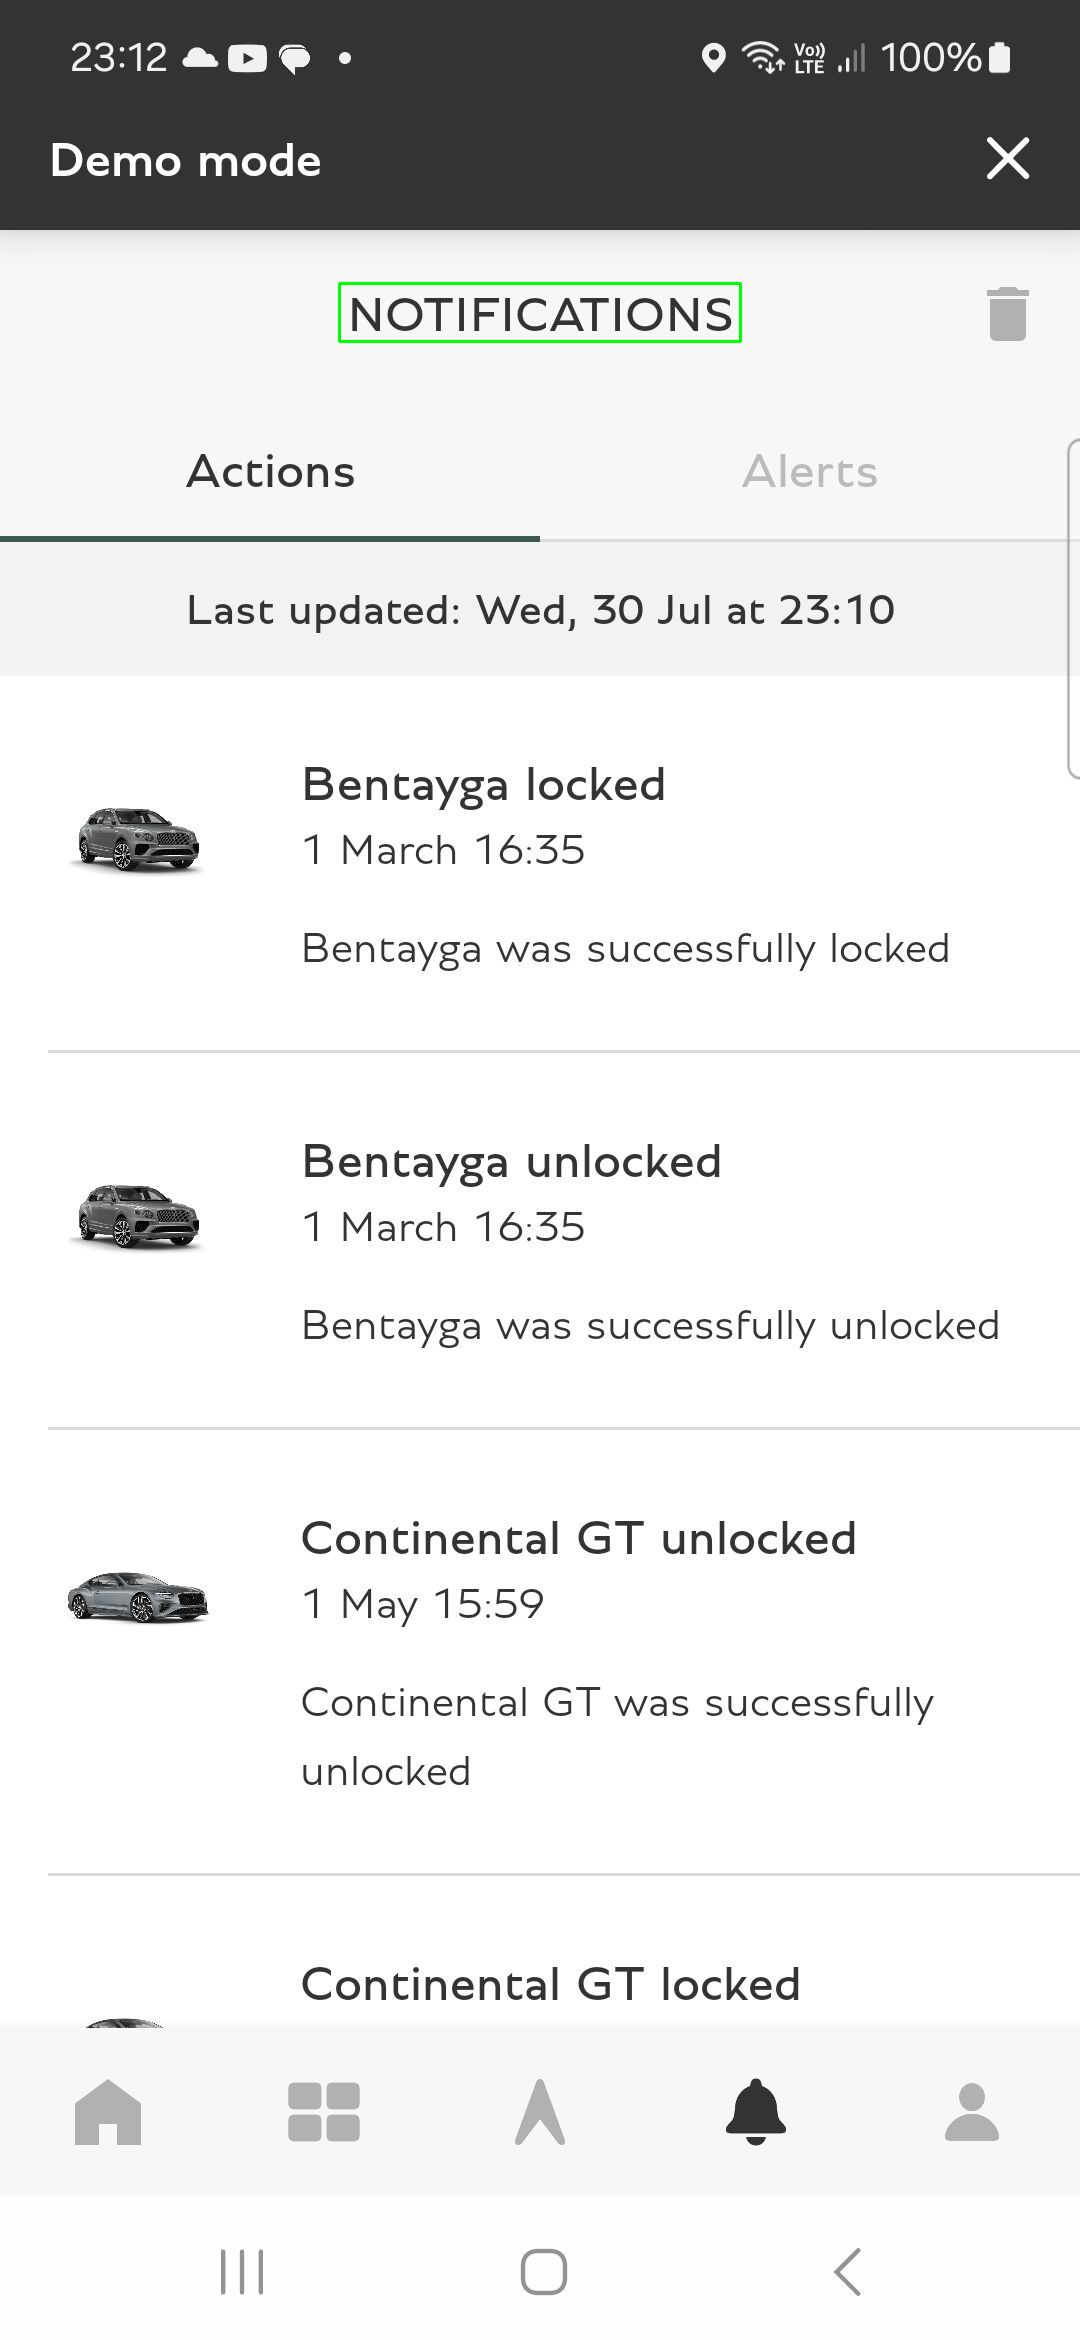 23:12
Vo)) LTE
100%
Demo mode
NOTIFICATIONS
Actions
Alerts
Last updated: Wed, 30 Jul at 23:10
Bentayga locked
1 March 16:35
Bentayga was successfully locked
Bentayga unlocked
1 March 16:35
Bentayga was successfully unlocked
Continental GT unlocked
1 May 15:59
Continental GT was successfully
unlocked
Continental GT locked